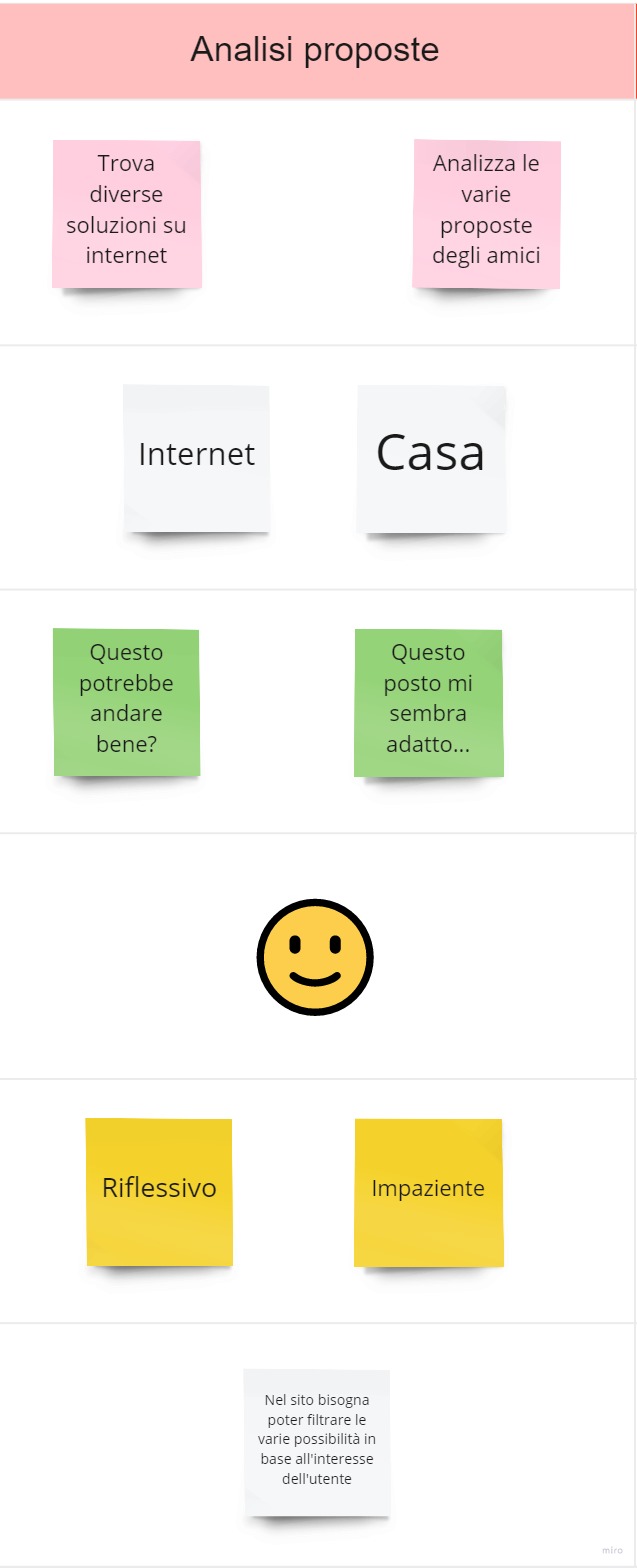 Analisi proposte
Trova
diverse
soluzioni su
internet
Analizza le
varie
proposte
degli amici
Internet
Casa
Questo
potrebbe
andare
bene?
Questo
posto mi
sembra
adatto...
Riflessivo
Impaziente
Nel sito bisogna
poter filtrare le
varie possibilità in
base all'interesse
dell'utente
miro